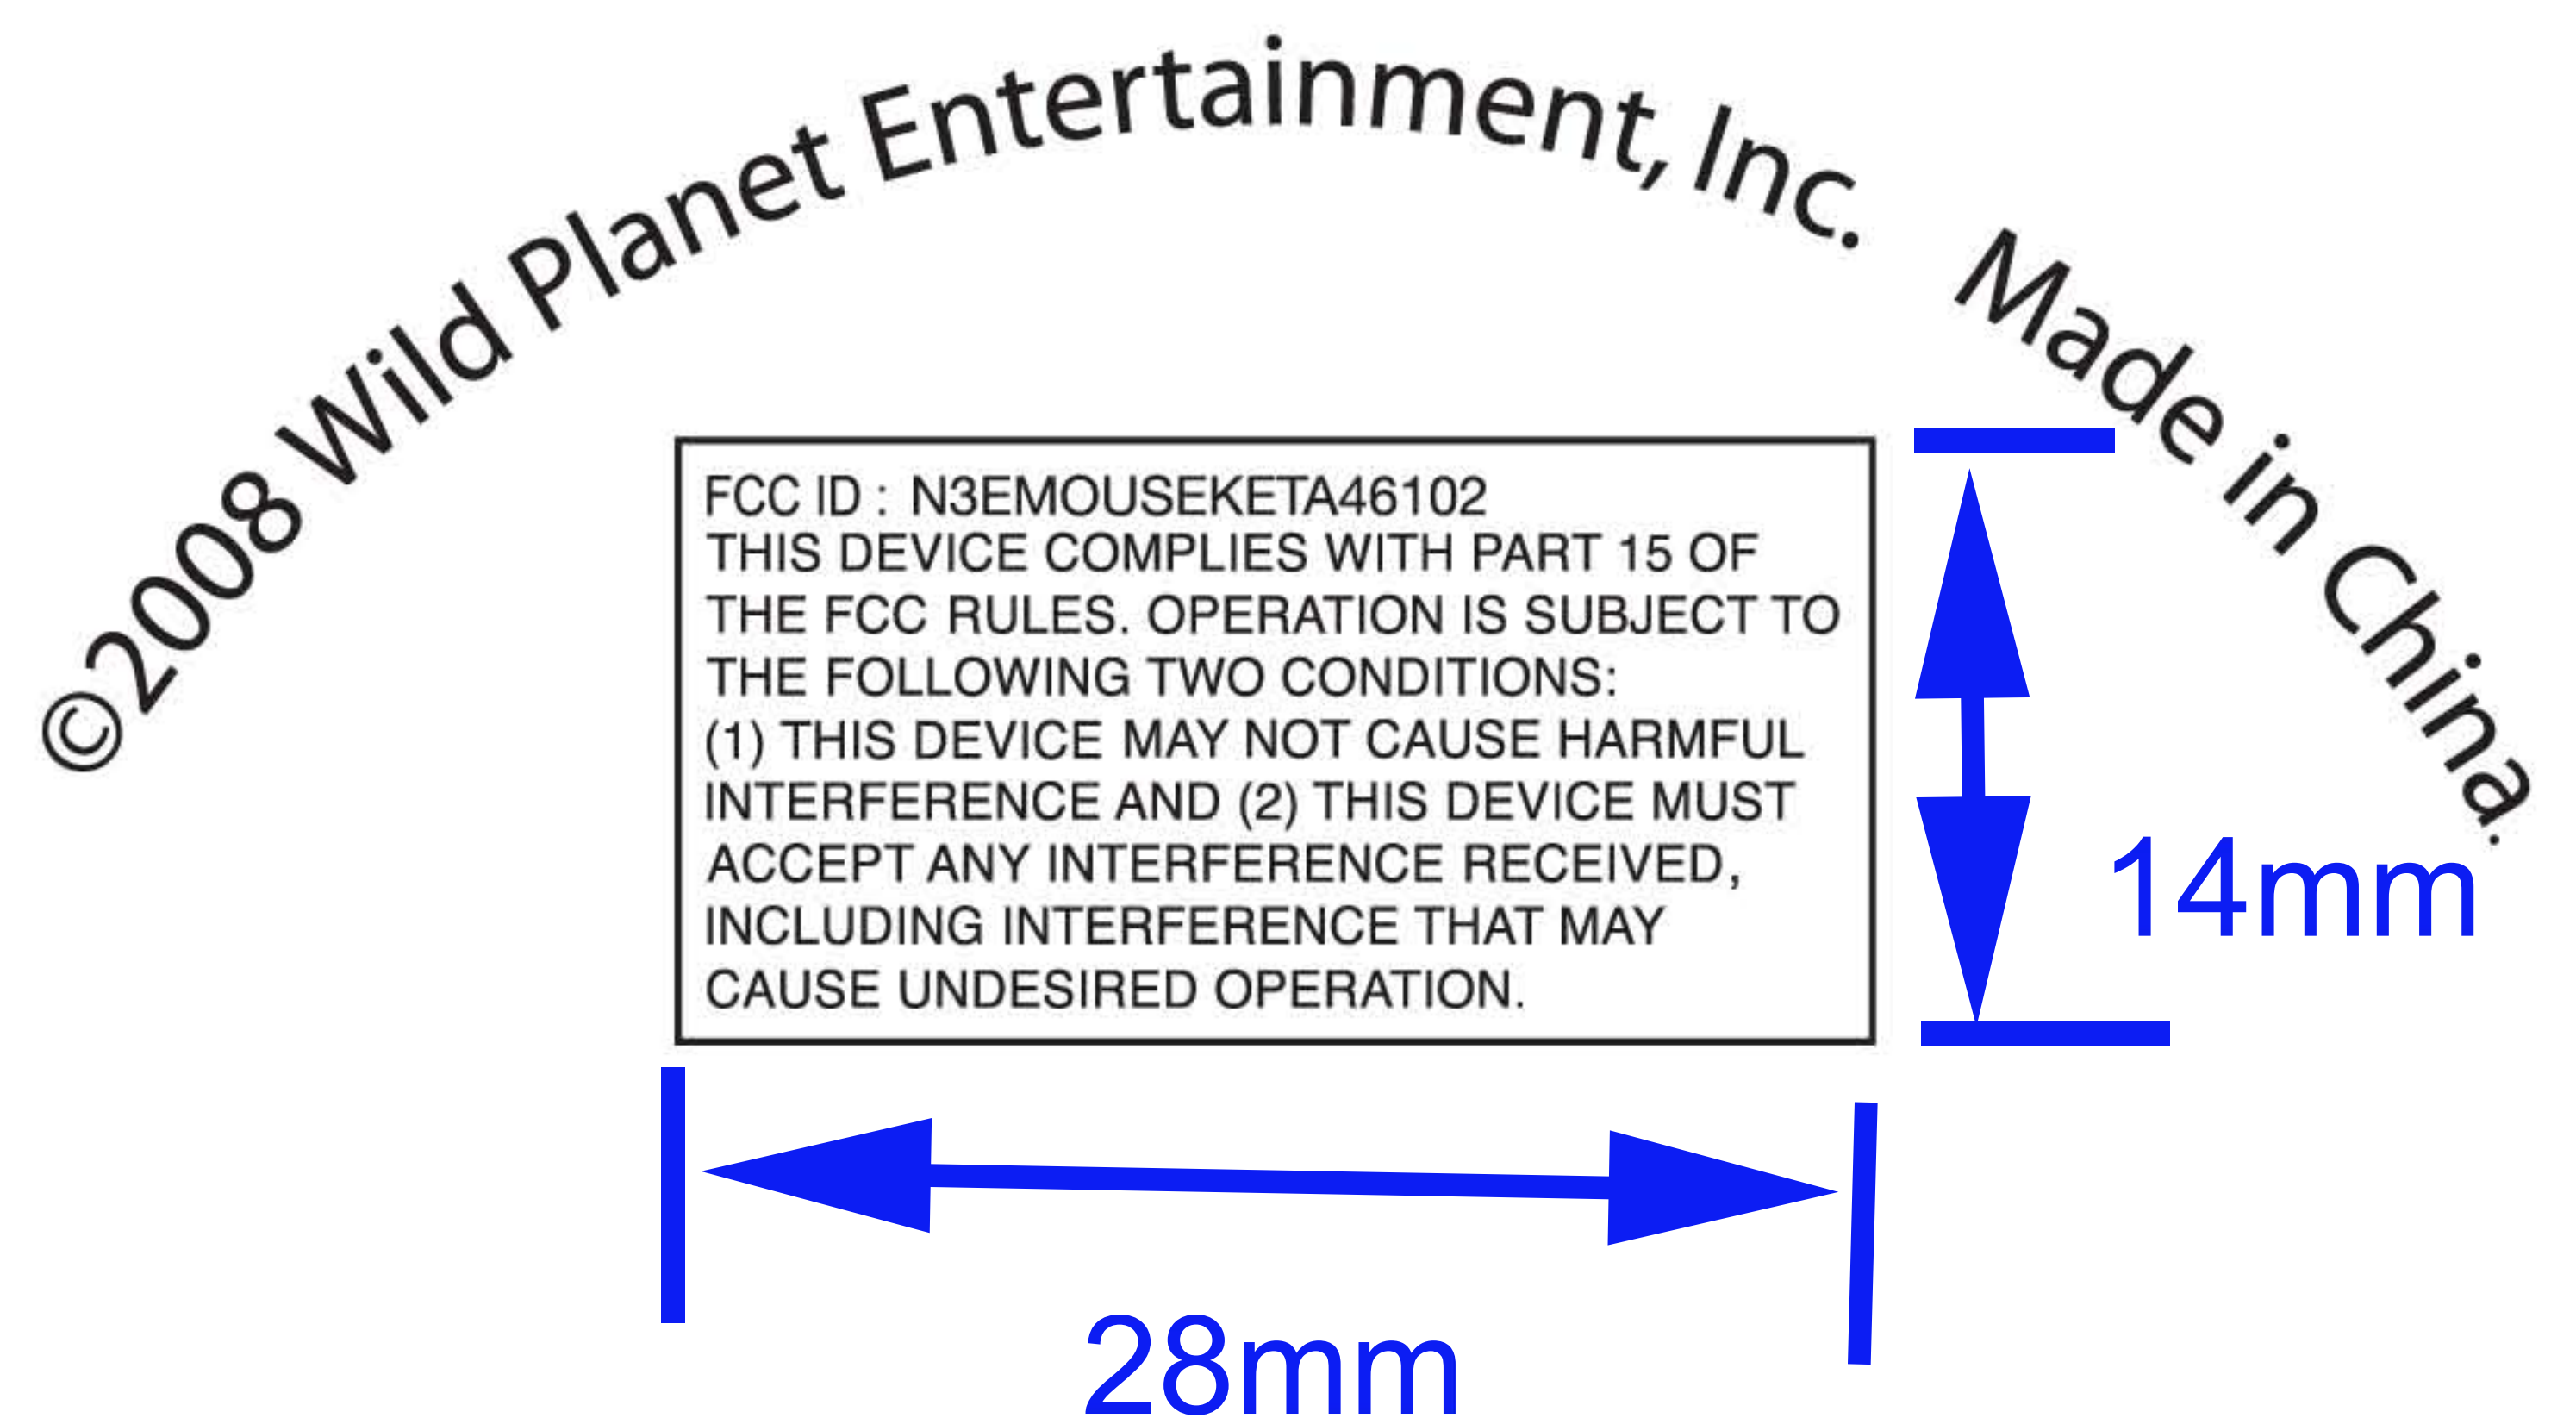 ©2008 Wild Planet Entertainment, Inc.   Made in China.
FCC ID : N3EMOUSEKETA46102
THIS DEVICE COMPLIES WITH PART 15 OF
THE FCC RULES. OPERATION IS SUBJECT TO
THE FOLLOWING TWO CONDITIONS:
(1) THIS DEVICE MAY NOT CAUSE HARMFUL
INTERFERENCE AND (2) THIS DEVICE MUST
ACCEPT ANY INTERFERENCE RECEIVED,
INCLUDING INTERFERENCE THAT MAY
CAUSE UNDESIRED OPERATION.
14mm
28mm